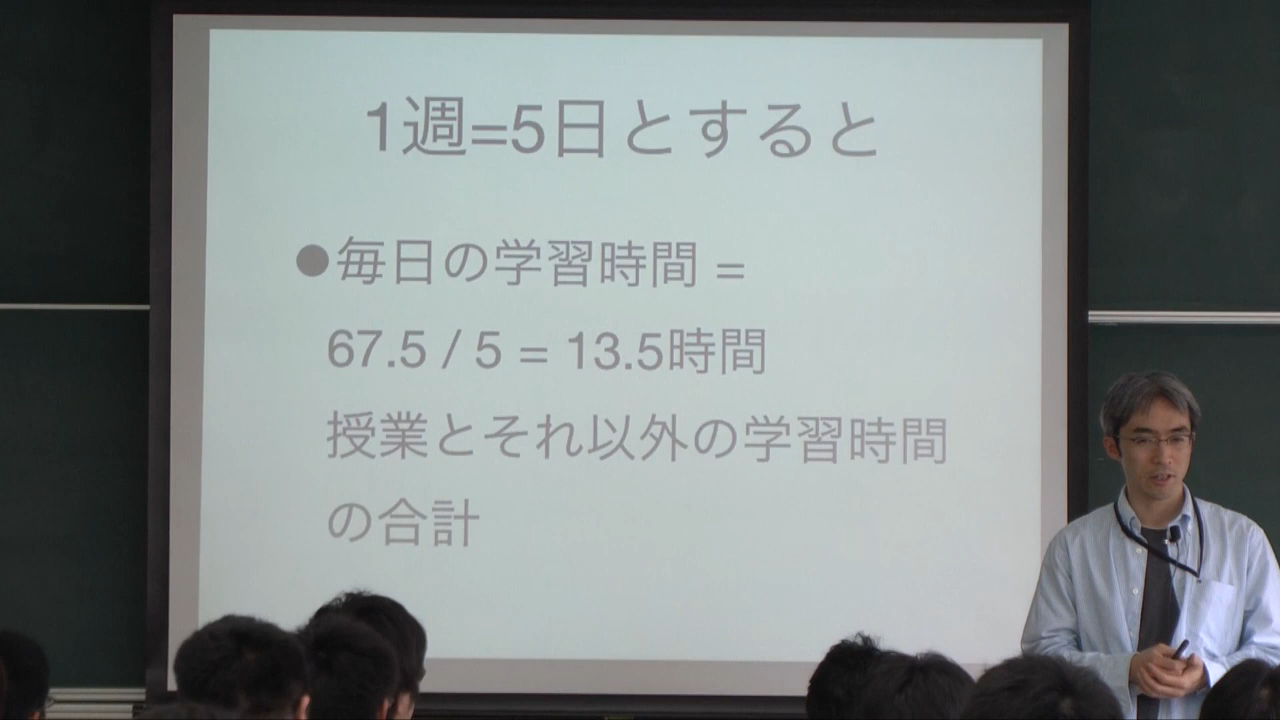 1週=5日とすると
●毎日の学習時間 =
67.5 / 5 = 13.5時間
授業とそれ以外の学習時間
の合計